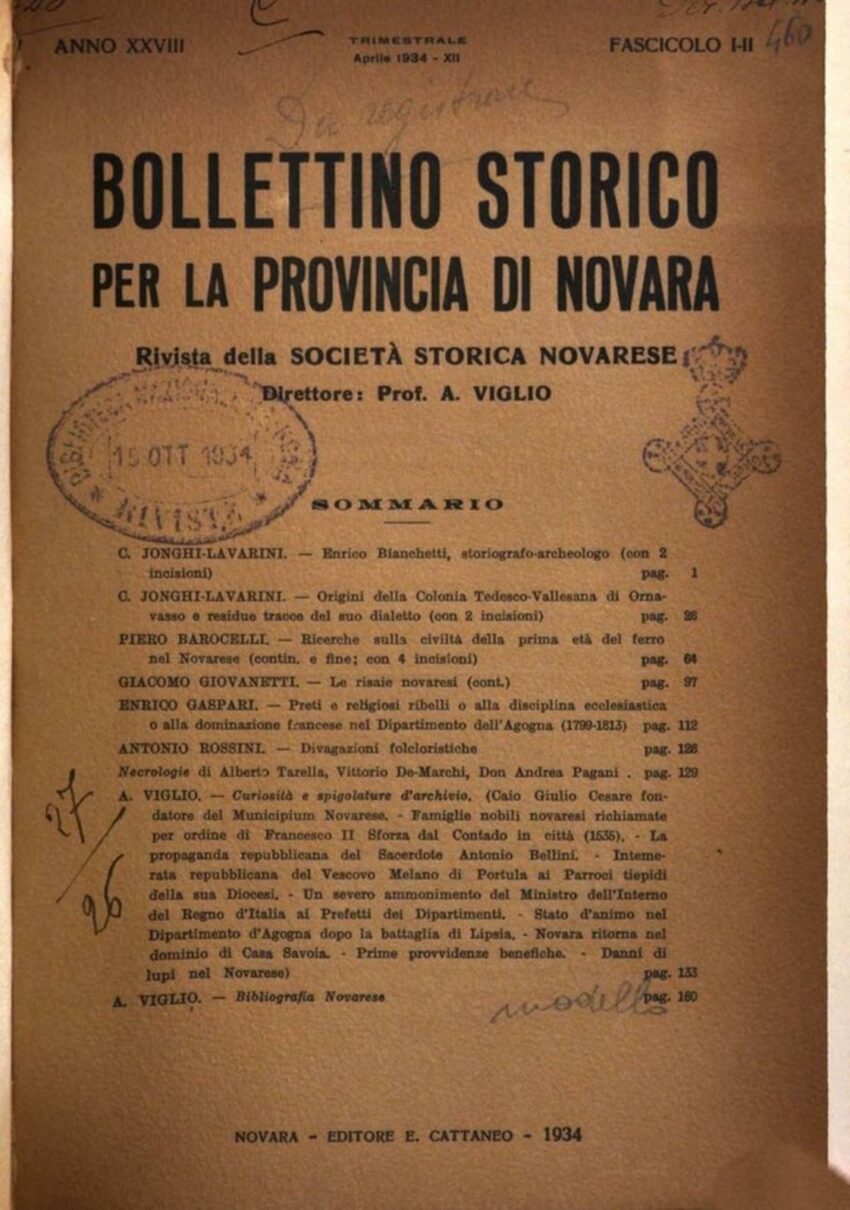 ANNO XXVIII
TRIMESTRALE
Aprile 1934 - XII
FASCICOLO I-II
460
Da registrare
BOLLETTINO STORICO
PER LA PROVINCIA DI NOVARA
Rivista della SOCIETÀ STORICA NOVARESE
Direttore: Prof. A. VIGLIO
BIBLIOTECA
15 OTT 1934
RIVISTE
SOMMARIO
C. JONGHI-LAVARINI. — Enrico Bianchetti, storiografo-archeologo (con 2
incisioni) pag. 1
C. JONGHI-LAVARINI. — Origini della Colonia Tedesco-Vallesana di Orna-
vasso e residue tracce del suo dialetto (con 2 incisioni) pag. 26
PIERO BAROCELLI. — Ricerche sulla civiltà della prima età del ferro
nel Novarese (contin. e fine; con 4 incisioni) pag. 64
GIACOMO GIOVANETTI. — Le risaie novaresi (cont.) pag. 97
ENRICO GASPARI. — Preti e religiosi ribelli o alla disciplina ecclesiastica
o alla dominazione francese nel Dipartimento dell'Agogna (1799-1813) pag. 112
ANTONIO ROSSINI. — Divagazioni folcloristiche pag. 126
Necrologie di Alberto Tarella, Vittorio De-Marchi, Don Andrea Pagani . pag. 129
A. VIGLIO. — Curiosità e spigolature d'archivio. (Caio Giulio Cesare fon-
datore del Municipium Novarese. - Famiglie nobili novaresi richiamate
per ordine di Francesco II Sforza dal Contado in città (1535). - La
propaganda repubblicana del Sacerdote Antonio Bellini. - Inteme-
rata repubblicana del Vescovo Melano di Portula ai Parroci tiepidi
della sua Diocesi. - Un severo ammonimento del Ministro dell'Interno
del Regno d'Italia ai Prefetti dei Dipartimenti. - Stato d'animo nel
Dipartimento d'Agogna dopo la battaglia di Lipsia. - Novara ritorna nel
dominio di Casa Savoia. - Prime provvidenze benefiche. - Danni di
lupi nel Novarese) pag. 133
A. VIGLIO. — Bibliografia Novarese pag. 160
27
26
modello
NOVARA - EDITORE E. CATTANEO - 1934